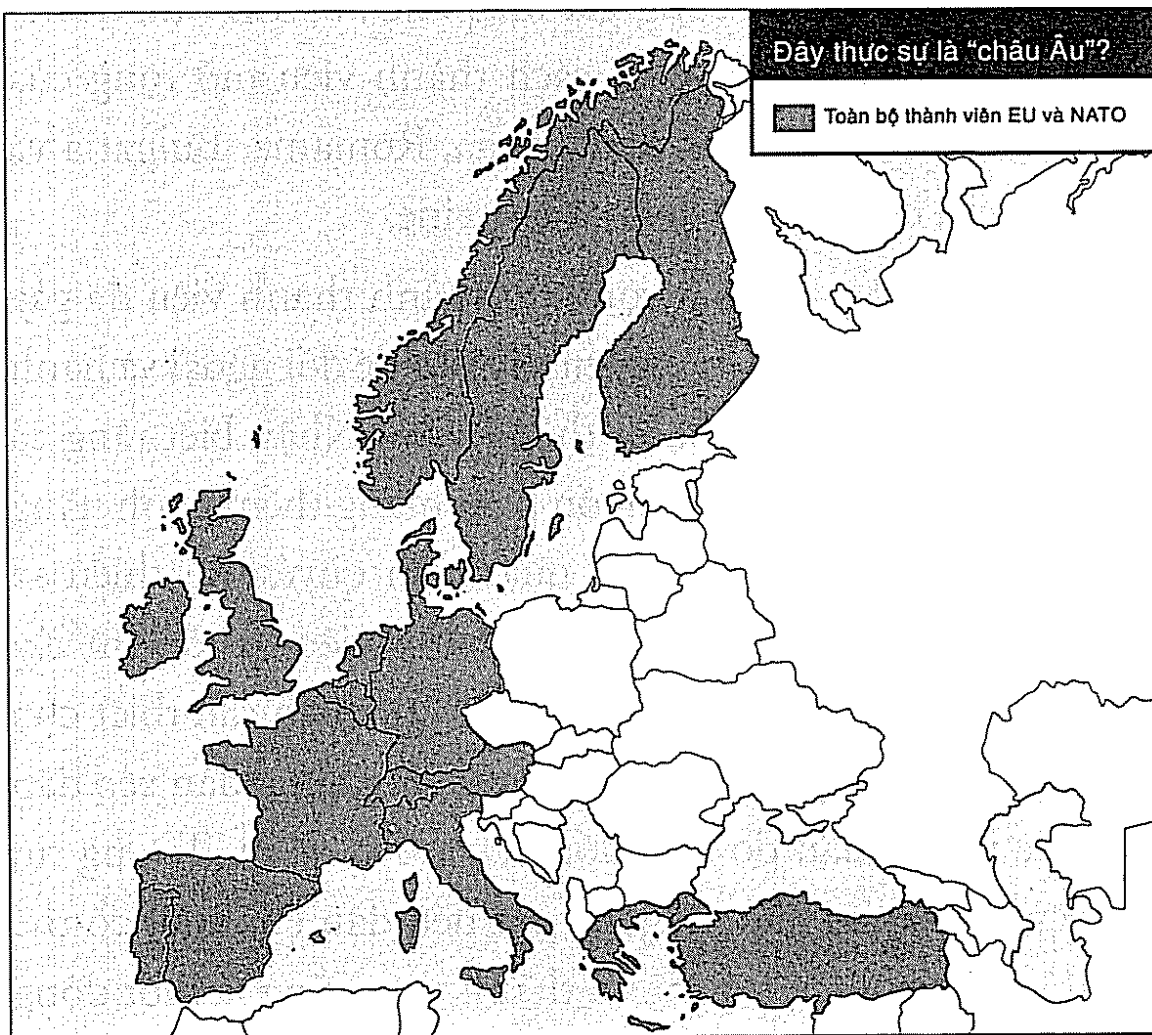 Đây thực sự là “châu Âu”?
Toàn bộ thành viên EU và NATO